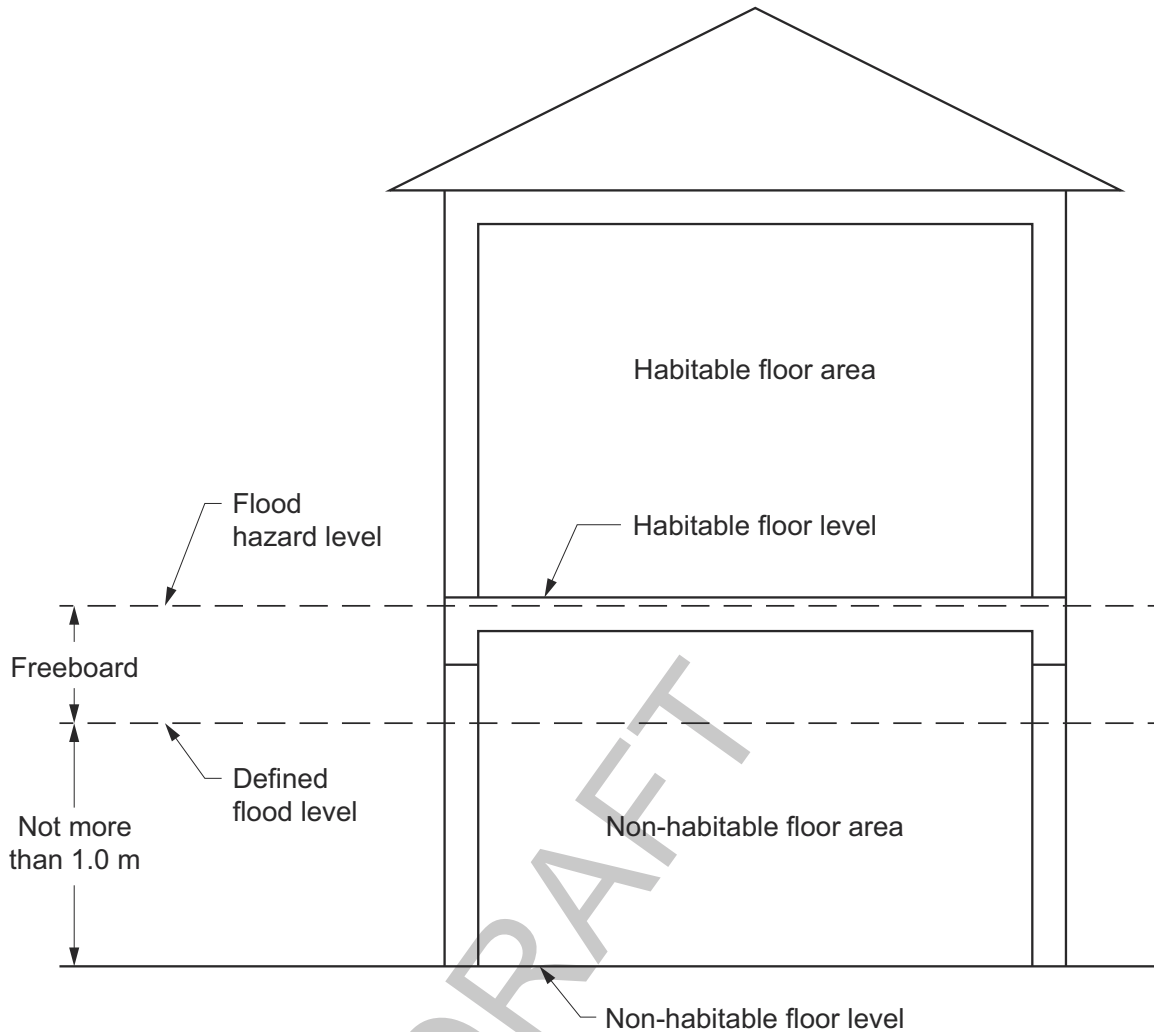 Habitable floor area
Flood
hazard level
Habitable floor level
Freeboard
Defined
flood level
Not more
than 1.0 m
Non-habitable floor area
Non-habitable floor level
DRAFT